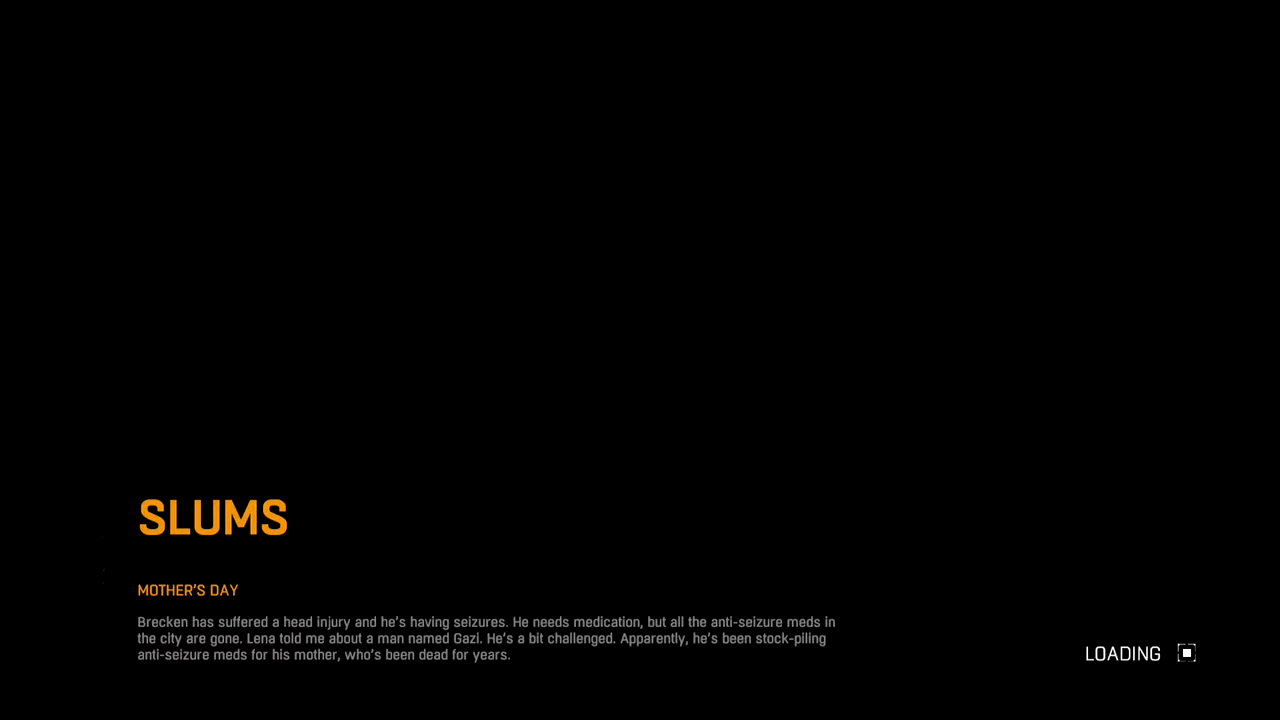 SLUMS
MOTHER'S DAY
Brecken has suffered a head injury and he's having seizures. He needs medication, but all the anti-seizure meds in
the city are gone. Lena told me about a man named Gazi. He's a bit challenged. Apparently, he's been stock-piling
anti-seizure meds for his mother, who's been dead for years.
LOADING